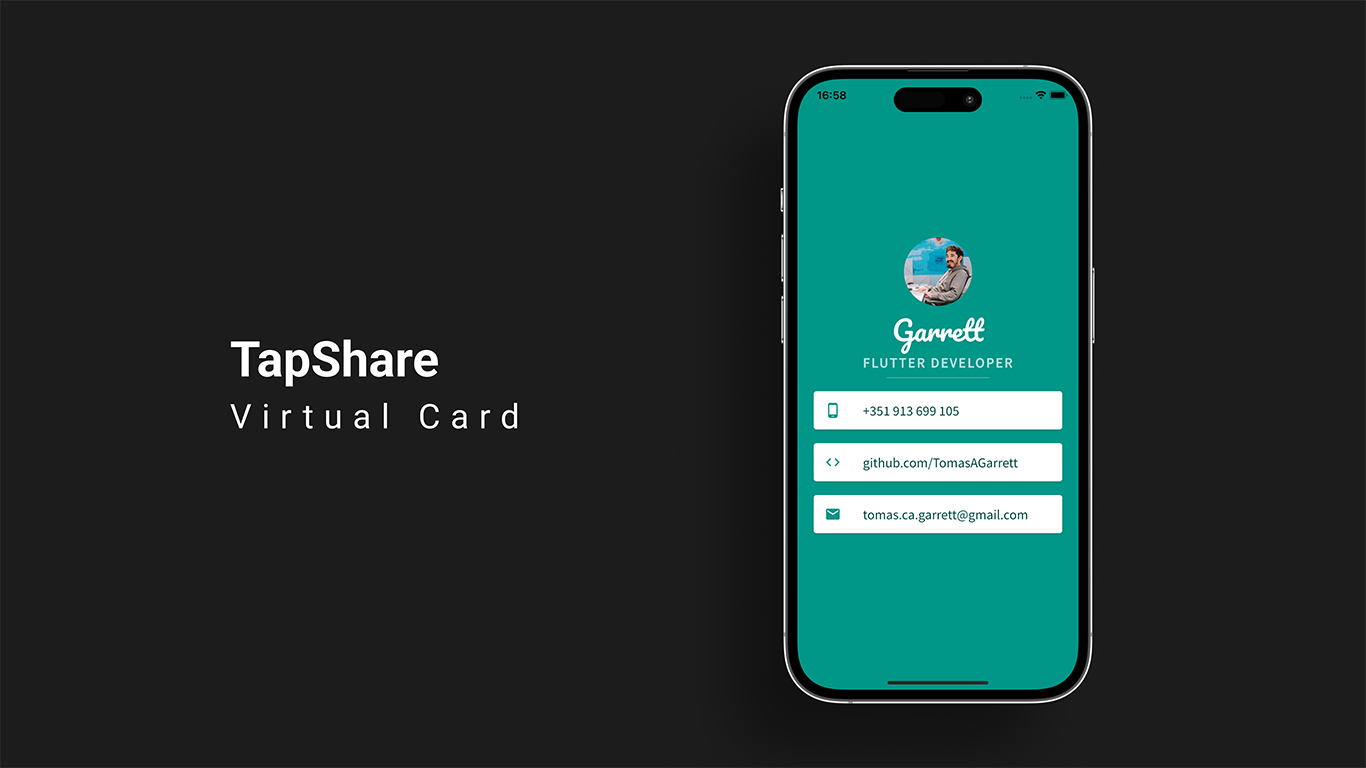 TapShare
Virtual Card
16:58
Garrett
FLUTTER DEVELOPER
+351 913 699 105
github.com/TomasAGarrett
tomas.ca.garrett@gmail.com